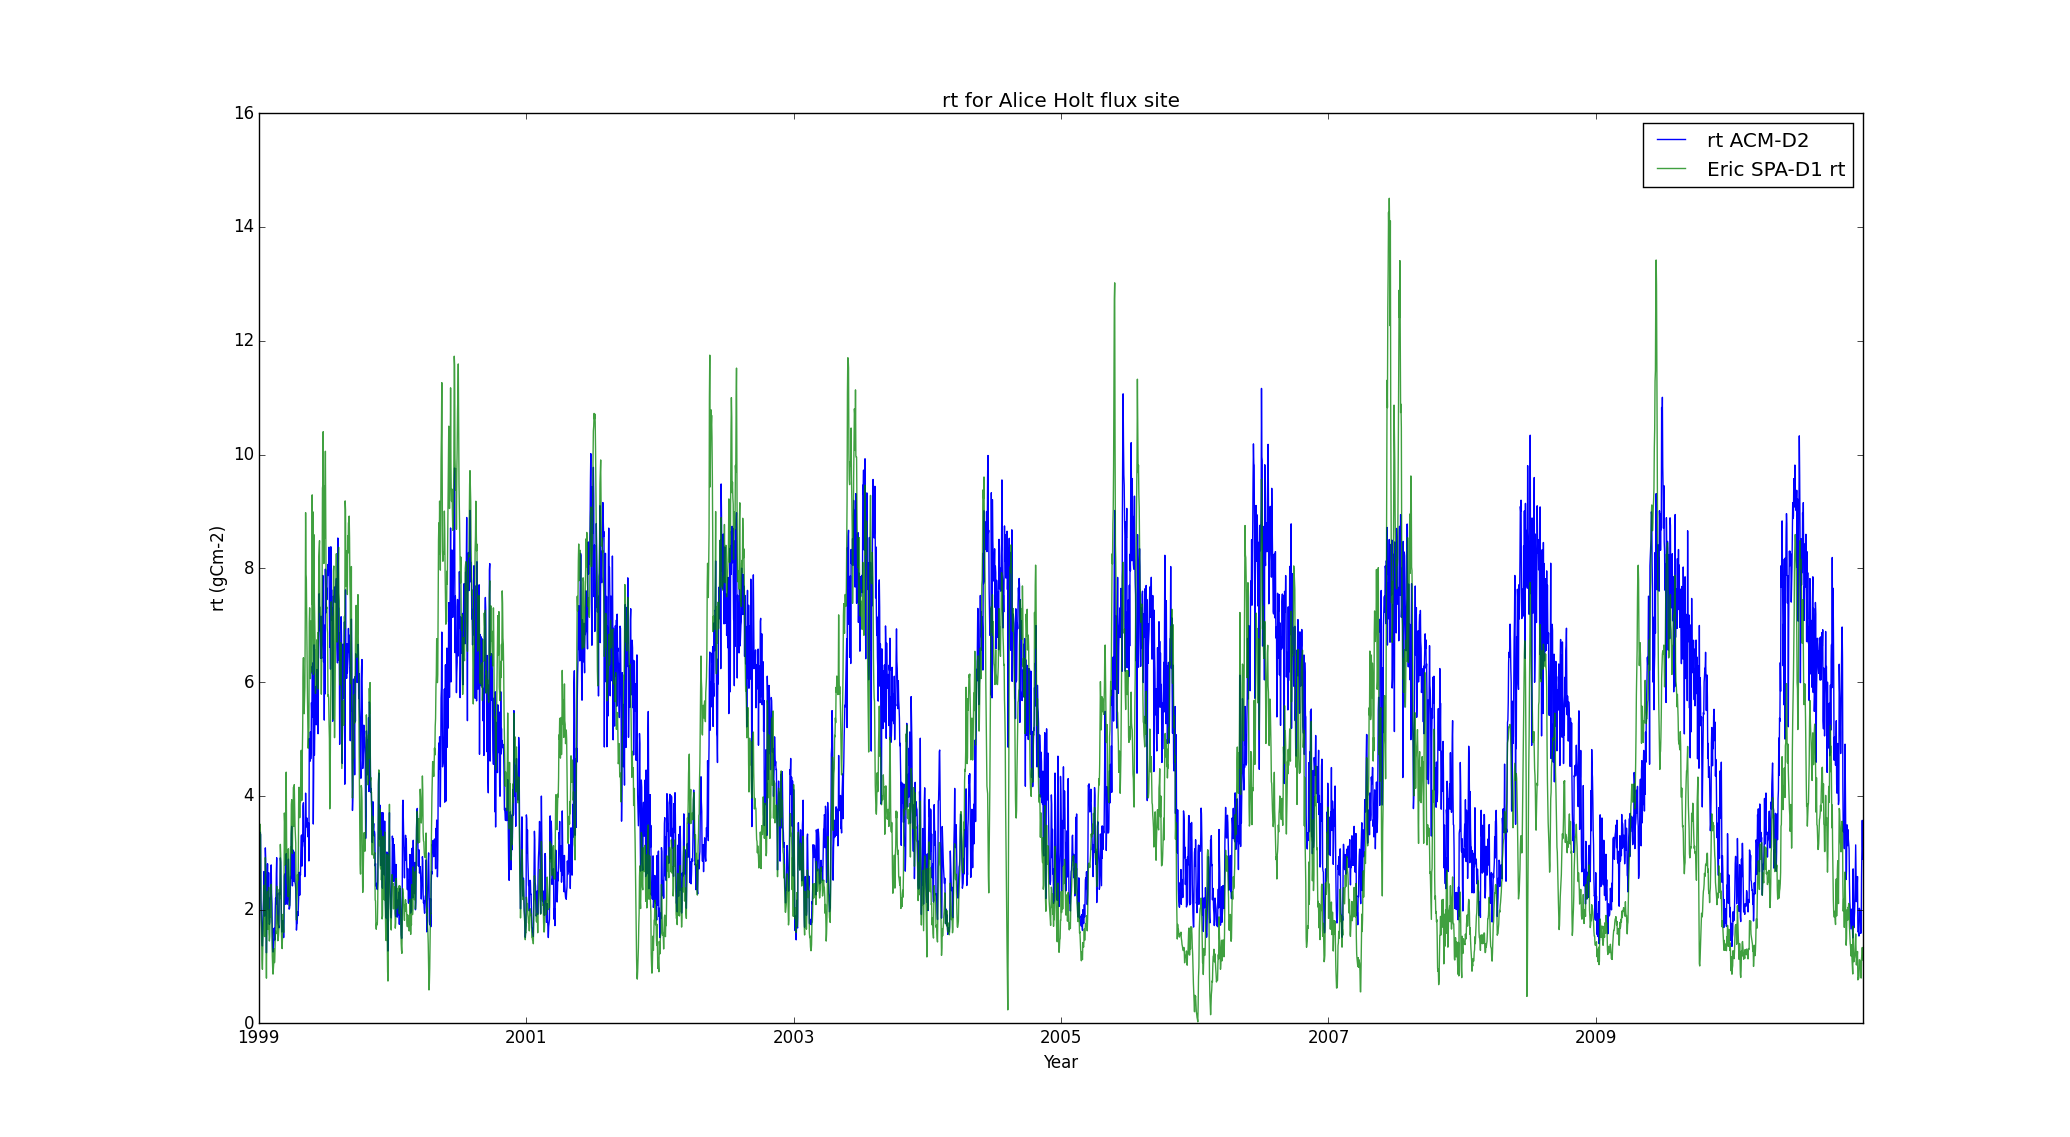 rt for Alice Holt flux site
16
14
12
10
8
6
4
2
0
rt (gCm-2)
rt ACM-D2
Eric SPA-D1 rt
1999 2001 2003 2005 2007 2009
Year